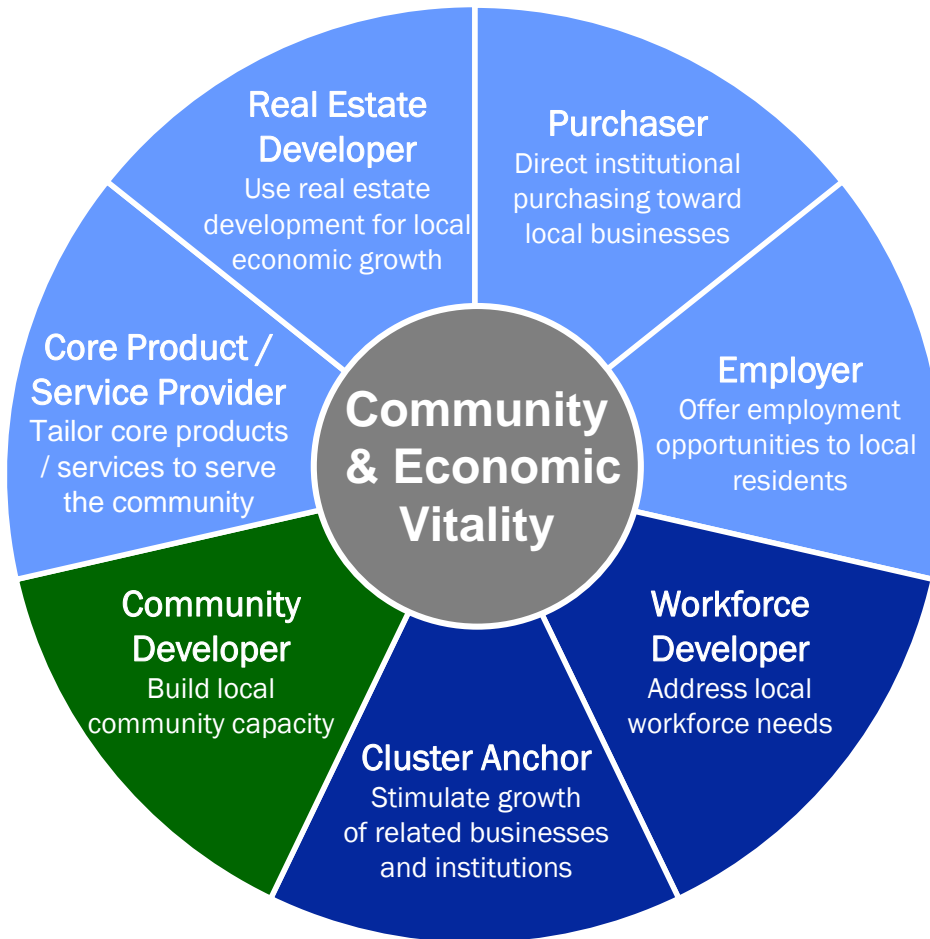 Real Estate
Developer
Use real estate
development for local
economic growth
Purchaser
Direct institutional
purchasing toward
local businesses
Core Product /
Service Provider
Tailor core products
/ services to serve
the community
Community
& Economic
Vitality
Employer
Offer employment
opportunities to local
residents
Community
Developer
Build local
community capacity
Cluster Anchor
Stimulate growth
of related businesses
and institutions
Workforce
Developer
Address local
workforce needs